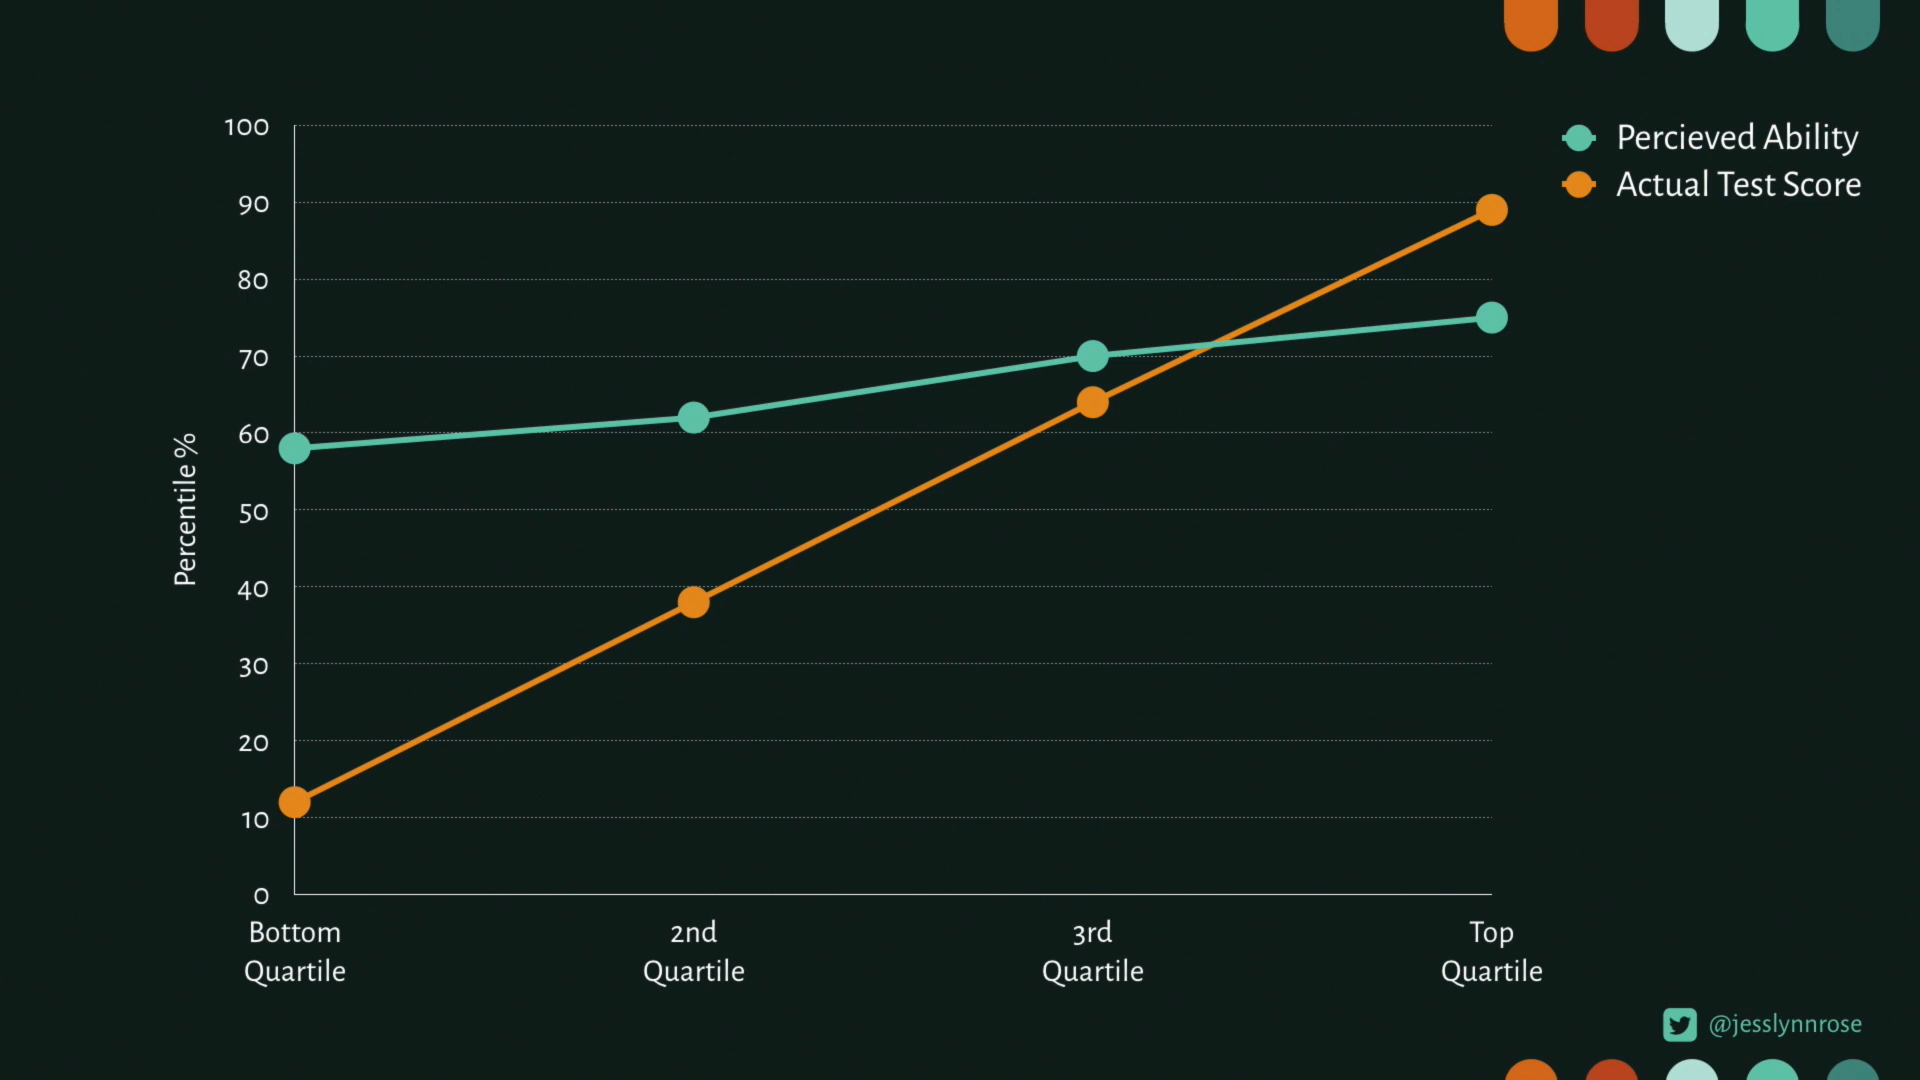 Percieved Ability
Actual Test Score
100
90
80
70
60
50
40
30
20
10
0
Percentile %
Bottom
Quartile
2nd
Quartile
3rd
Quartile
Top
Quartile
@jesslynnrose